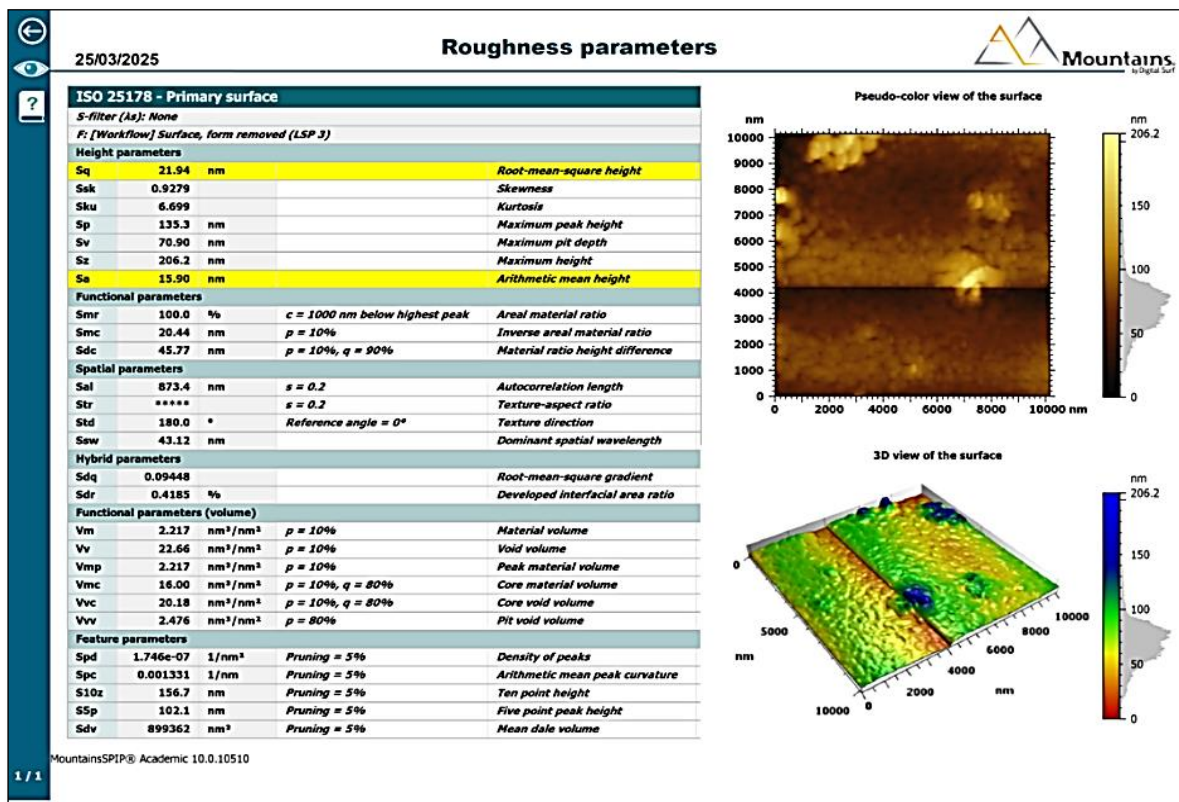 25/03/2025
Roughness parameters
Mountains
by Digital Surf
?
ISO 25178 - Primary surface
S-filter (λs): None
F: [Workflow] Surface, form removed (LSP 3)
Height parameters
Sq 21.94 nm Root-mean-square height
Ssk 0.9279 Skewness
Sku 6.699 Kurtosis
Sp 135.3 nm Maximum peak height
Sv 70.90 nm Maximum pit depth
Sz 206.2 nm Maximum height
Sa 15.90 nm Arithmetic mean height
Functional parameters
Smr 100.0 % c = 1000 nm below highest peak Areal material ratio
Smc 20.44 nm p = 10% Inverse areal material ratio
Sdc 45.77 nm p = 10%, q = 90% Material ratio height difference
Spatial parameters
Sal 873.4 nm s = 0.2 Autocorrelation length
Str ***** s = 0.2 Texture-aspect ratio
Std 180.0 ° Reference angle = 0° Texture direction
Ssw 43.12 nm Dominant spatial wavelength
Hybrid parameters
Sdq 0.09448 Root-mean-square gradient
Sdr 0.4185 % Developed interfacial area ratio
Functional parameters (volume)
Vm 2.217 nm³/nm² p = 10% Material volume
Vv 22.66 nm³/nm² p = 10% Void volume
Vmp 2.217 nm³/nm² p = 10% Peak material volume
Vmc 16.00 nm³/nm² p = 10%, q = 80% Core material volume
Vvc 20.18 nm³/nm² p = 10%, q = 80% Core void volume
Vvv 2.476 nm³/nm² p = 80% Pit void volume
Feature parameters
Spd 1.746e-07 1/nm² Pruning = 5% Density of peaks
Spc 0.001331 1/nm Pruning = 5% Arithmetic mean peak curvature
S10z 156.7 nm Pruning = 5% Ten point height
S5p 102.1 nm Pruning = 5% Five point peak height
Sdv 899362 nm³ Pruning = 5% Mean dale volume
Pseudo-color view of the surface
nm
10000
9000
8000
7000
6000
5000
4000
3000
2000
1000
0
0 2000 4000 6000 8000 10000 nm
nm
206.2
150
100
50
0
3D view of the surface
0
5000
nm
10000
0
2000
4000
nm
6000
8000
10000
nm
206.2
150
100
50
0
MountainsSPIP® Academic 10.0.10510
1 / 1